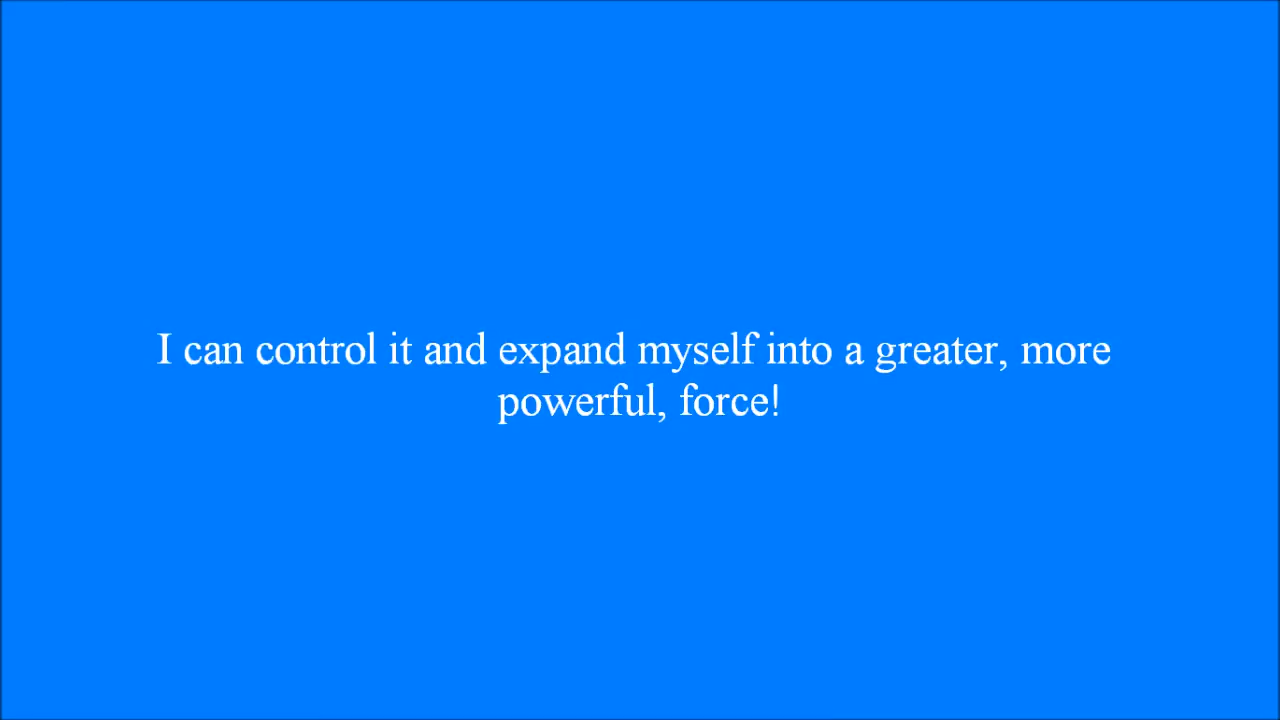 I can control it and expand myself into a greater, more
powerful, force!